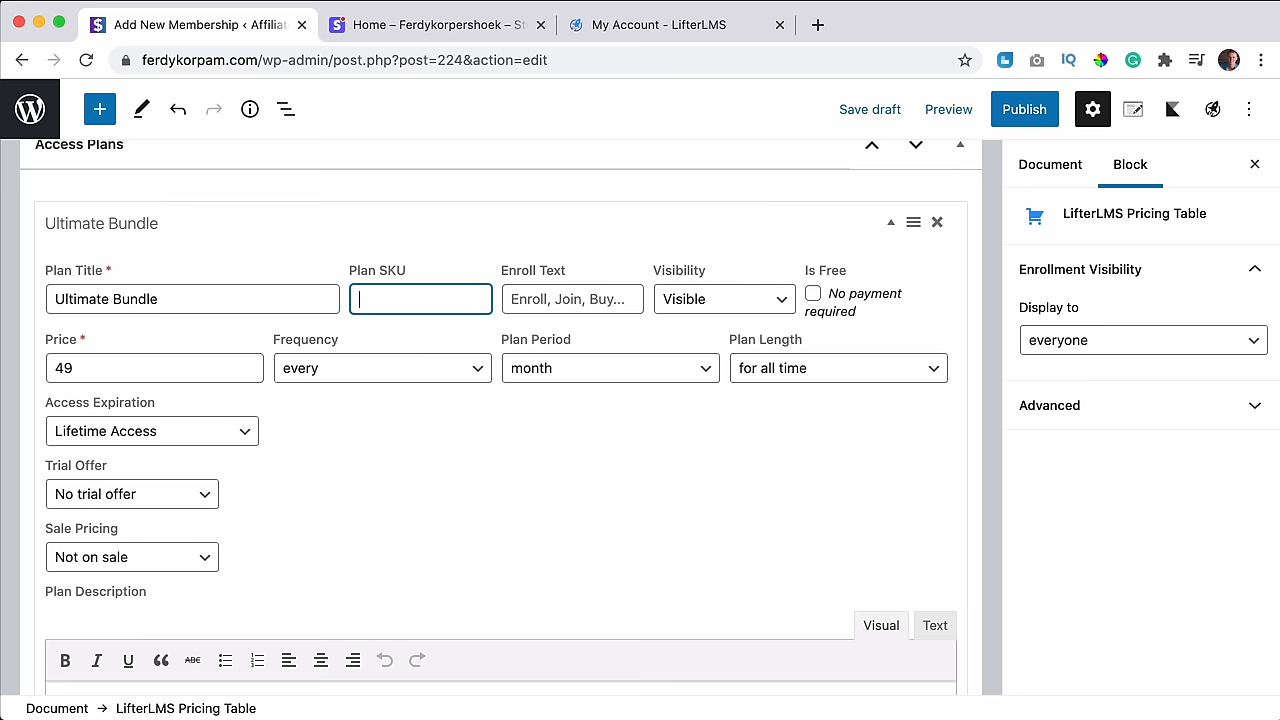 Add New Membership ‹ Affiliat
Home – Ferdykorpershoek – St
My Account - LifterLMS
ferdykorpam.com/wp-admin/post.php?post=224&action=edit
IQ
Save draft
Preview
Publish
Access Plans
Document
Block
LifterLMS Pricing Table
Enrollment Visibility
Display to
everyone
Advanced
Ultimate Bundle
Plan Title *
Plan SKU
Enroll Text
Visibility
Is Free
Ultimate Bundle
Enroll, Join, Buy...
Visible
No payment
required
Price *
Frequency
Plan Period
Plan Length
49
every
month
for all time
Access Expiration
Lifetime Access
Trial Offer
No trial offer
Sale Pricing
Not on sale
Plan Description
Visual
Text
B I U ABC
Document → LifterLMS Pricing Table